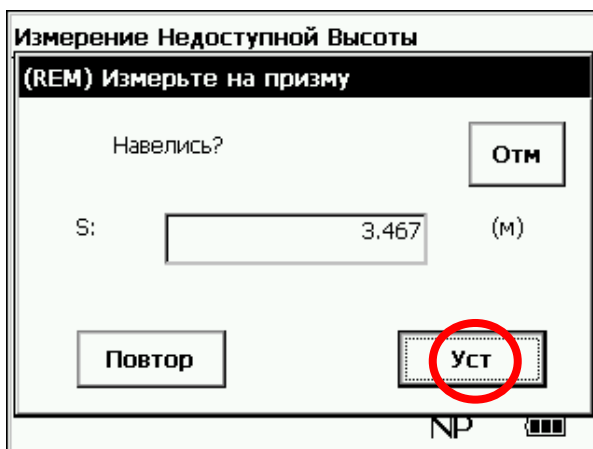 Измерение Недоступной Высоты
(REM) Измерьте на призму
Навелись?
Отм
S: 3.467 (м)
Повтор Уст
NP